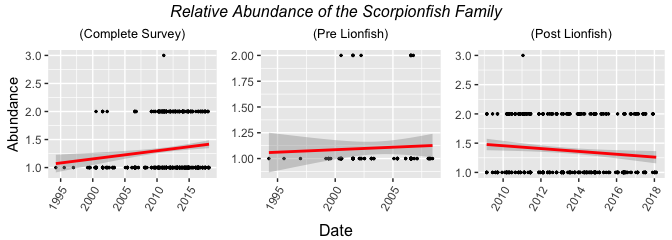 Relative Abundance of the Scorpionfish Family
(Complete Survey) (Pre Lionfish) (Post Lionfish)
Abundance
3.0
2.5
2.0
1.5
1.0
1995 2000 2005 2010 2015
2.00
1.75
1.50
1.25
1.00
1995 2000 2005
3.0
2.5
2.0
1.5
1.0
2010 2012 2014 2016 2018
Date